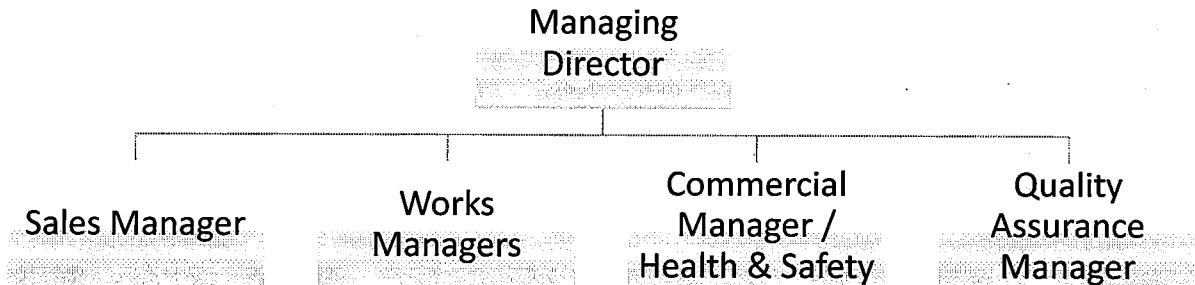 Managing
Director
Sales Manager
Works
Managers
Commercial
Manager /
Health & Safety
Quality
Assurance
Manager